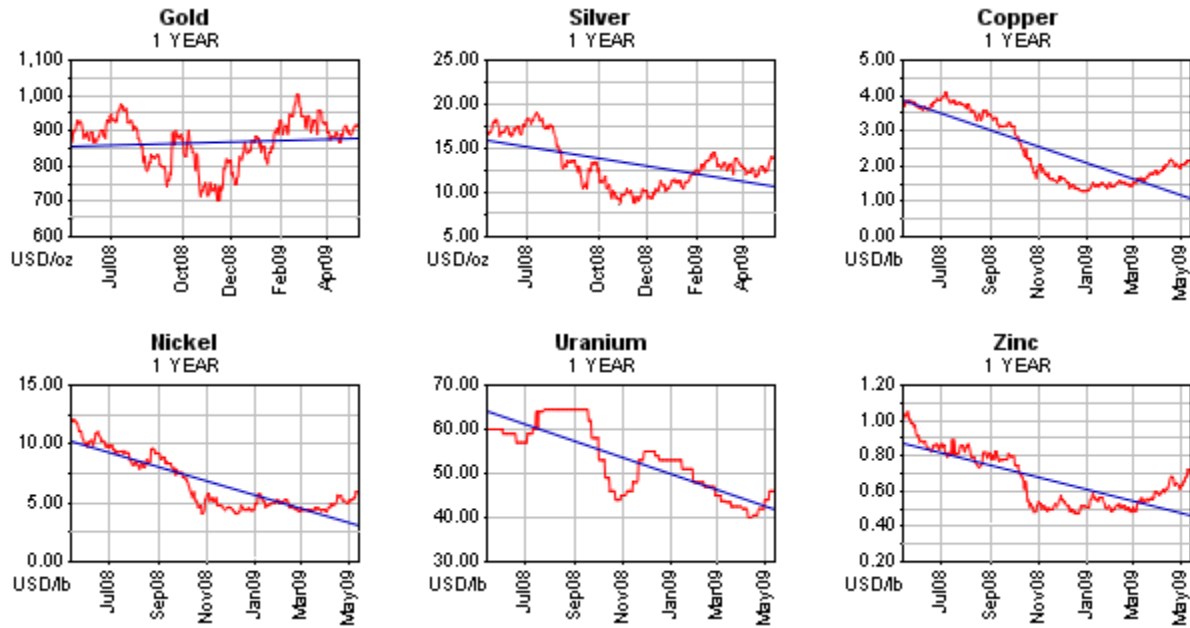 Gold
1 YEAR
1,100
1,000
900
800
700
600
USD/oz
Jul08
Oct08
Dec08
Feb09
Apr09
Silver
1 YEAR
25.00
20.00
15.00
10.00
5.00
USD/oz
Jul08
Oct08
Dec08
Feb09
Apr09
Copper
1 YEAR
5.00
4.00
3.00
2.00
1.00
0.00
USD/lb
Jul08
Sep08
Nov08
Jan09
Mar09
May09
Nickel
1 YEAR
15.00
10.00
5.00
0.00
USD/lb
Jul08
Sep08
Nov08
Jan09
Mar09
May09
Uranium
1 YEAR
70.00
60.00
50.00
40.00
30.00
USD/lb
Jul08
Sep08
Nov08
Jan09
Mar09
May09
Zinc
1 YEAR
1.20
1.00
0.80
0.60
0.40
0.20
USD/lb
Jul08
Sep08
Nov08
Jan09
Mar09
May09